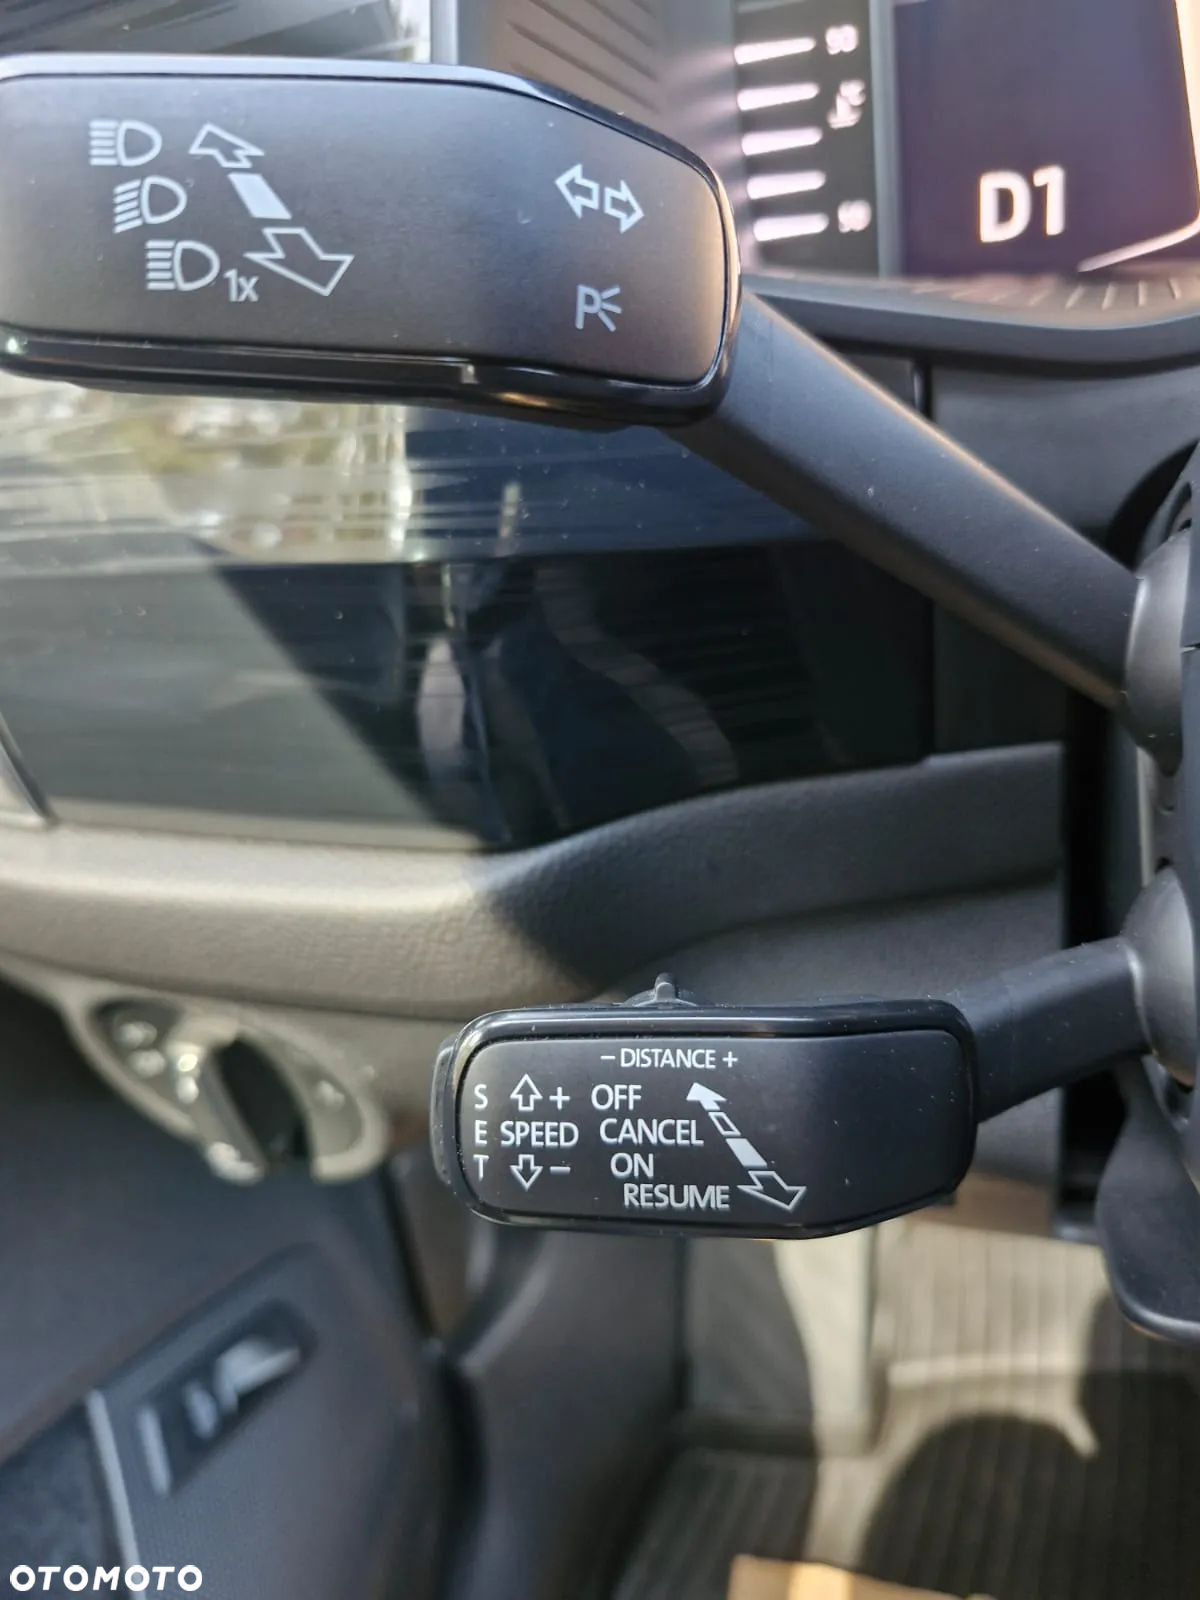 D1
1x
P
− DISTANCE +
S + OFF
E SPEED CANCEL
T − ON
RESUME
OTOMOTO